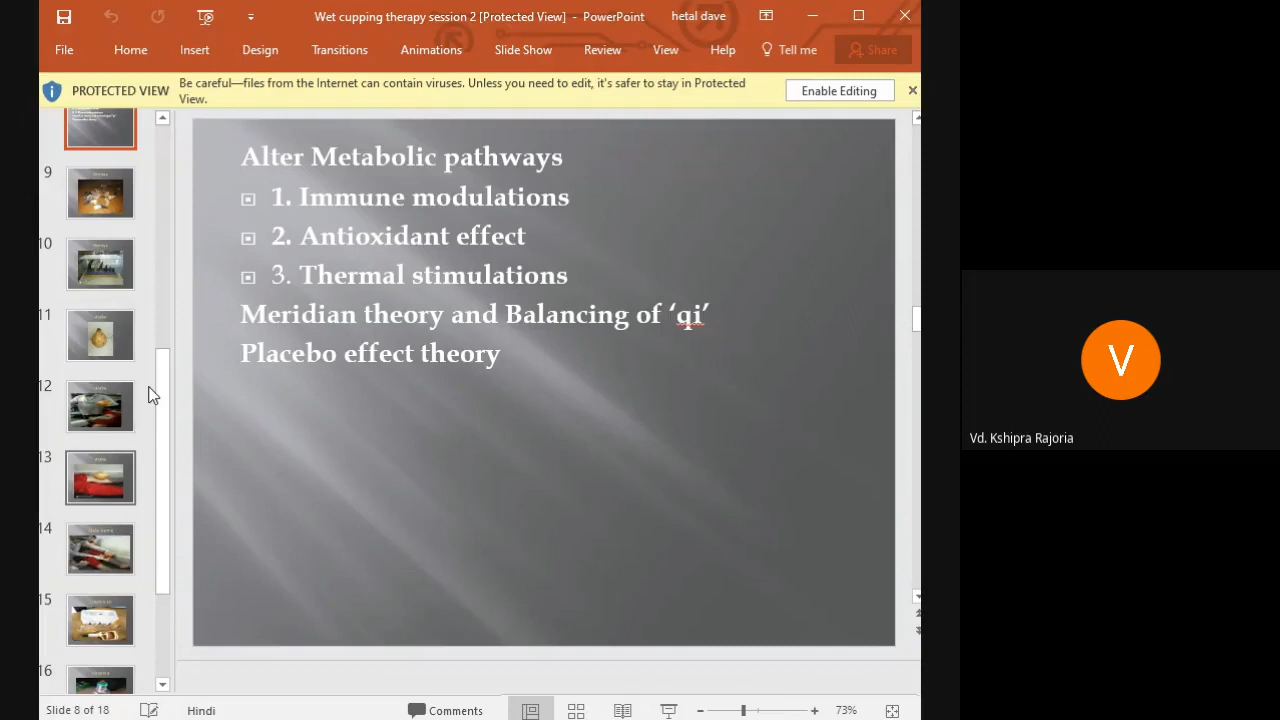 Wet cupping therapy session 2 [Protected View] - PowerPoint
hetal dave
File Home Insert Design Transitions Animations Slide Show Review View Help Tell me Share
PROTECTED VIEW
Be careful—files from the Internet can contain viruses. Unless you need to edit, it's safer to stay in Protected
View.
Enable Editing
9
10
11
12
13
14
15
16
Alter Metabolic pathways
1. Immune modulations
2. Antioxidant effect
3. Thermal stimulations
Meridian theory and Balancing of ‘qi’
Placebo effect theory
V
Vd. Kshipra Rajoria
Slide 8 of 18
Hindi
Comments
73%